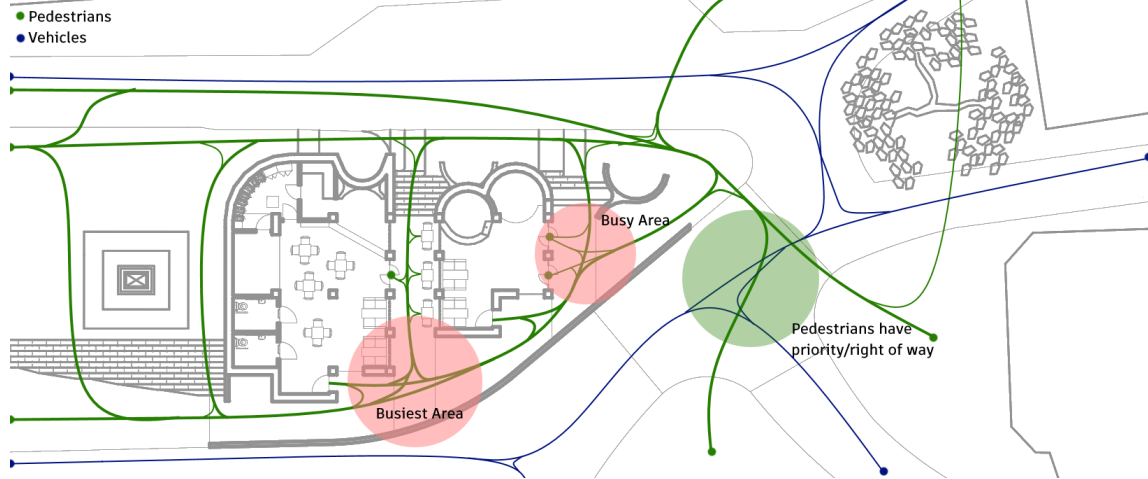 Pedestrians
Vehicles
Busy Area
Pedestrians have
priority/right of way
Busiest Area